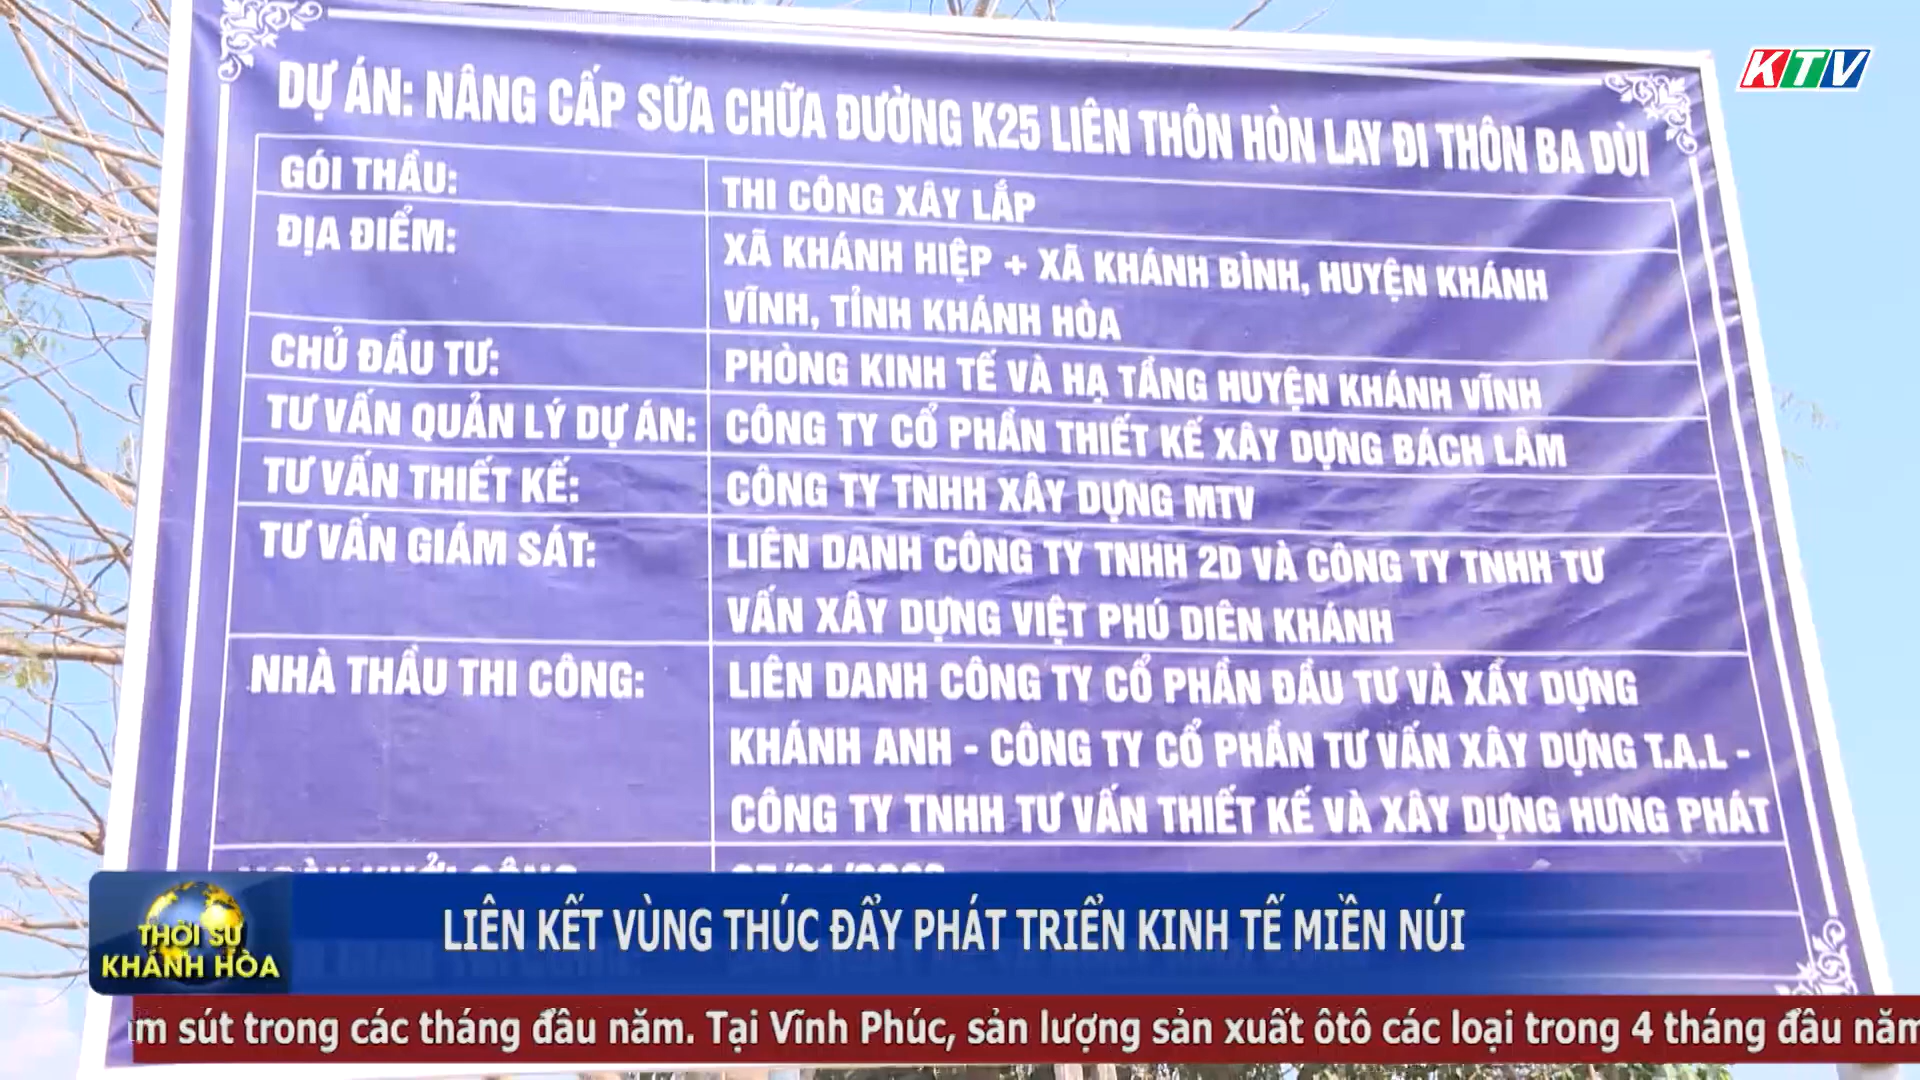 KTV
DỰ ÁN: NÂNG CẤP SỮA CHỮA ĐƯỜNG K25 LIÊN THÔN HÒN LAY ĐI THÔN BA DÙI
GÓI THẦU: THI CÔNG XÂY LẮP
ĐỊA ĐIỂM: XÃ KHÁNH HIỆP + XÃ KHÁNH BÌNH, HUYỆN KHÁNH
VĨNH, TỈNH KHÁNH HÒA
CHỦ ĐẦU TƯ: PHÒNG KINH TẾ VÀ HẠ TẦNG HUYỆN KHÁNH VĨNH
TƯ VẤN QUẢN LÝ DỰ ÁN: CÔNG TY CỔ PHẦN THIẾT KẾ XÂY DỰNG BÁCH LÂM
TƯ VẤN THIẾT KẾ: CÔNG TY TNHH XÂY DỰNG MTV
TƯ VẤN GIÁM SÁT: LIÊN DANH CÔNG TY TNHH 2D VÀ CÔNG TY TNHH TƯ
VẤN XÂY DỰNG VIỆT PHÚ DIÊN KHÁNH
NHÀ THẦU THI CÔNG: LIÊN DANH CÔNG TY CỔ PHẦN ĐẦU TƯ VÀ XẨY DỰNG
KHÁNH ANH - CÔNG TY CỔ PHẦN TƯ VẤN XÂY DỰNG T.A.L -
CÔNG TY TNHH TƯ VẤN THIẾT KẾ VÀ XÂY DỰNG HƯNG PHÁT
THỜI SỰ
KHÁNH HÒA
LIÊN KẾT VÙNG THÚC ĐẨY PHÁT TRIỂN KINH TẾ MIỀN NÚI
sút trong các tháng đầu năm. Tại Vĩnh Phúc, sản lượng sản xuất ôtô các loại trong 4 tháng đầu năm